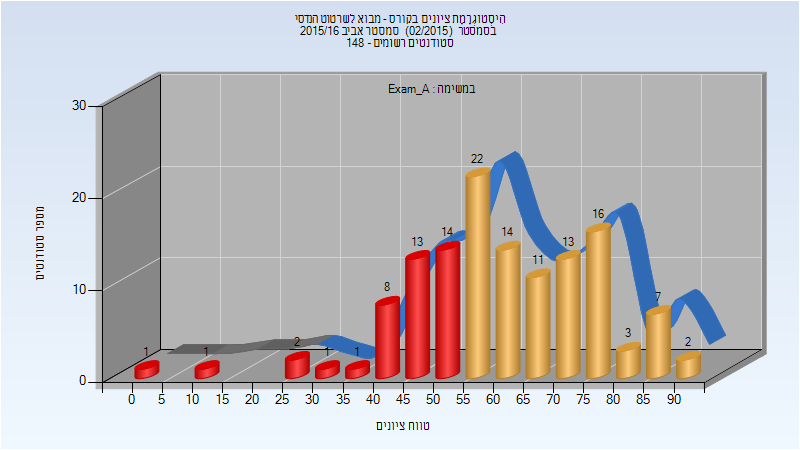 היסטוגרמת ציונים בקורס - מבוא לשרטוט הנדסי
בסמסטר (02/2015) סמסטר אביב 2015/16
סטודנטים רשומים - 148
במשימה : Exam_A
מספר סטודנטים
30
20
10
0
1
1
2
1
1
8
13
14
22
14
11
13
16
3
7
2
0 5 10 15 20 25 30 35 40 45 50 55 60 65 70 75 80 85 90
טווח ציונים